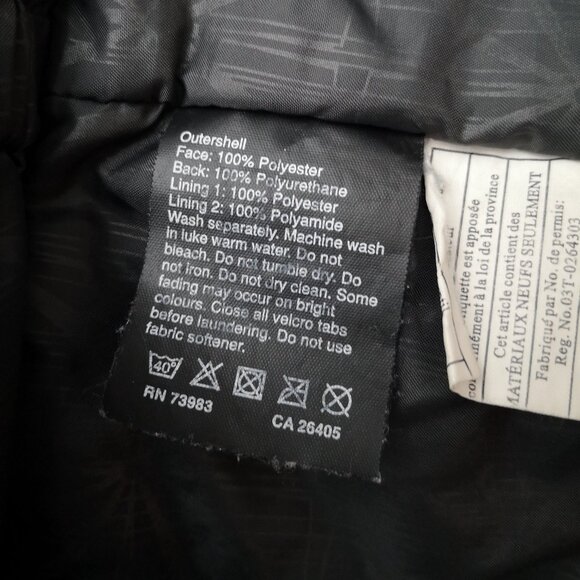 Outershell
Face: 100% Polyester
Back: 100% Polyurethane
Lining 1: 100% Polyester
Lining 2: 100% Polyamide
Wash separately. Machine wash
in luke warm water. Do not
bleach. Do not tumble dry. Do
not iron. Do not dry clean. Some
fading may occur on bright
colours. Close all velcro tabs
before laundering. Do not use
fabric softener.
40°
RN 73983
CA 26405
est apposée
à la loi de la province
Cet article contient des
MATÉRIAUX NEUFS SEULEMENT
Fabriqué par No. de permis:
Reg. No.03T-0264303